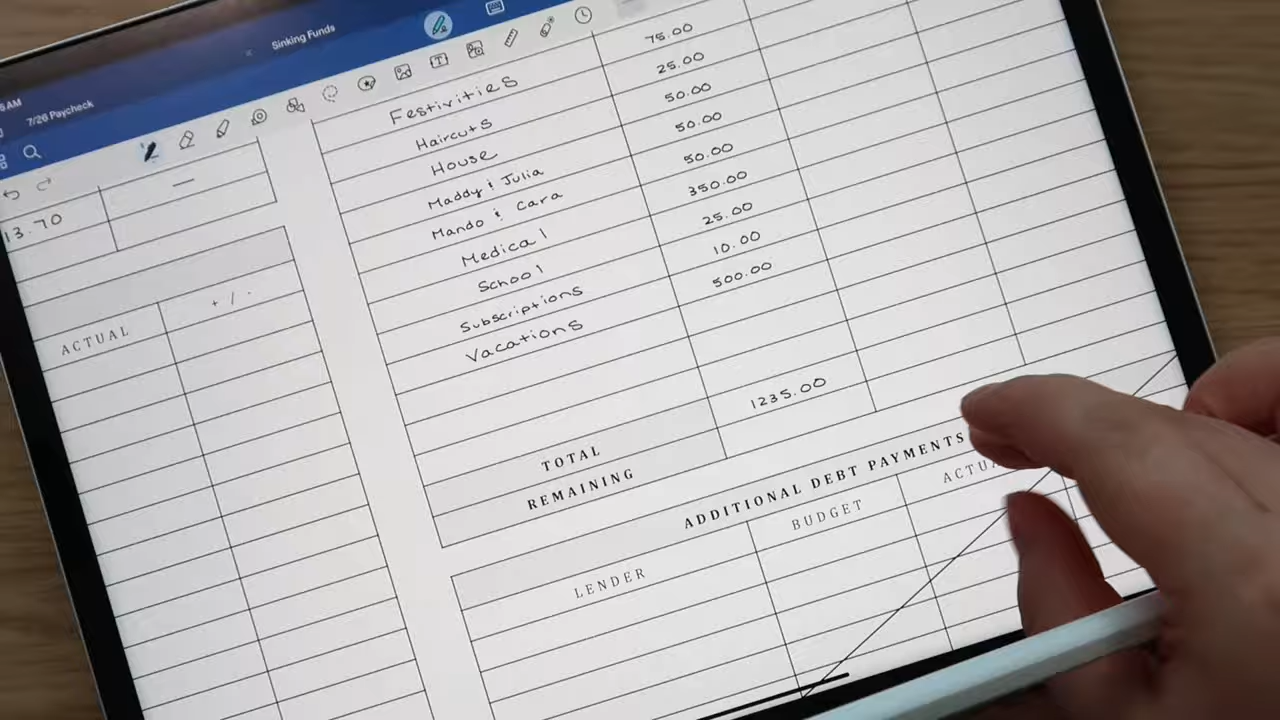 Sinking Funds
5 AM
7/26 Paycheck
13.70 —
ACTUAL + / -
Festivities 75.00
Haircuts 25.00
House 50.00
Maddy & Julia 50.00
Mando & Cara 50.00
Medical 350.00
School 25.00
Subscriptions 10.00
Vacations 500.00
TOTAL 1235.00
REMAINING
ADDITIONAL DEBT PAYMENTS
LENDER BUDGET